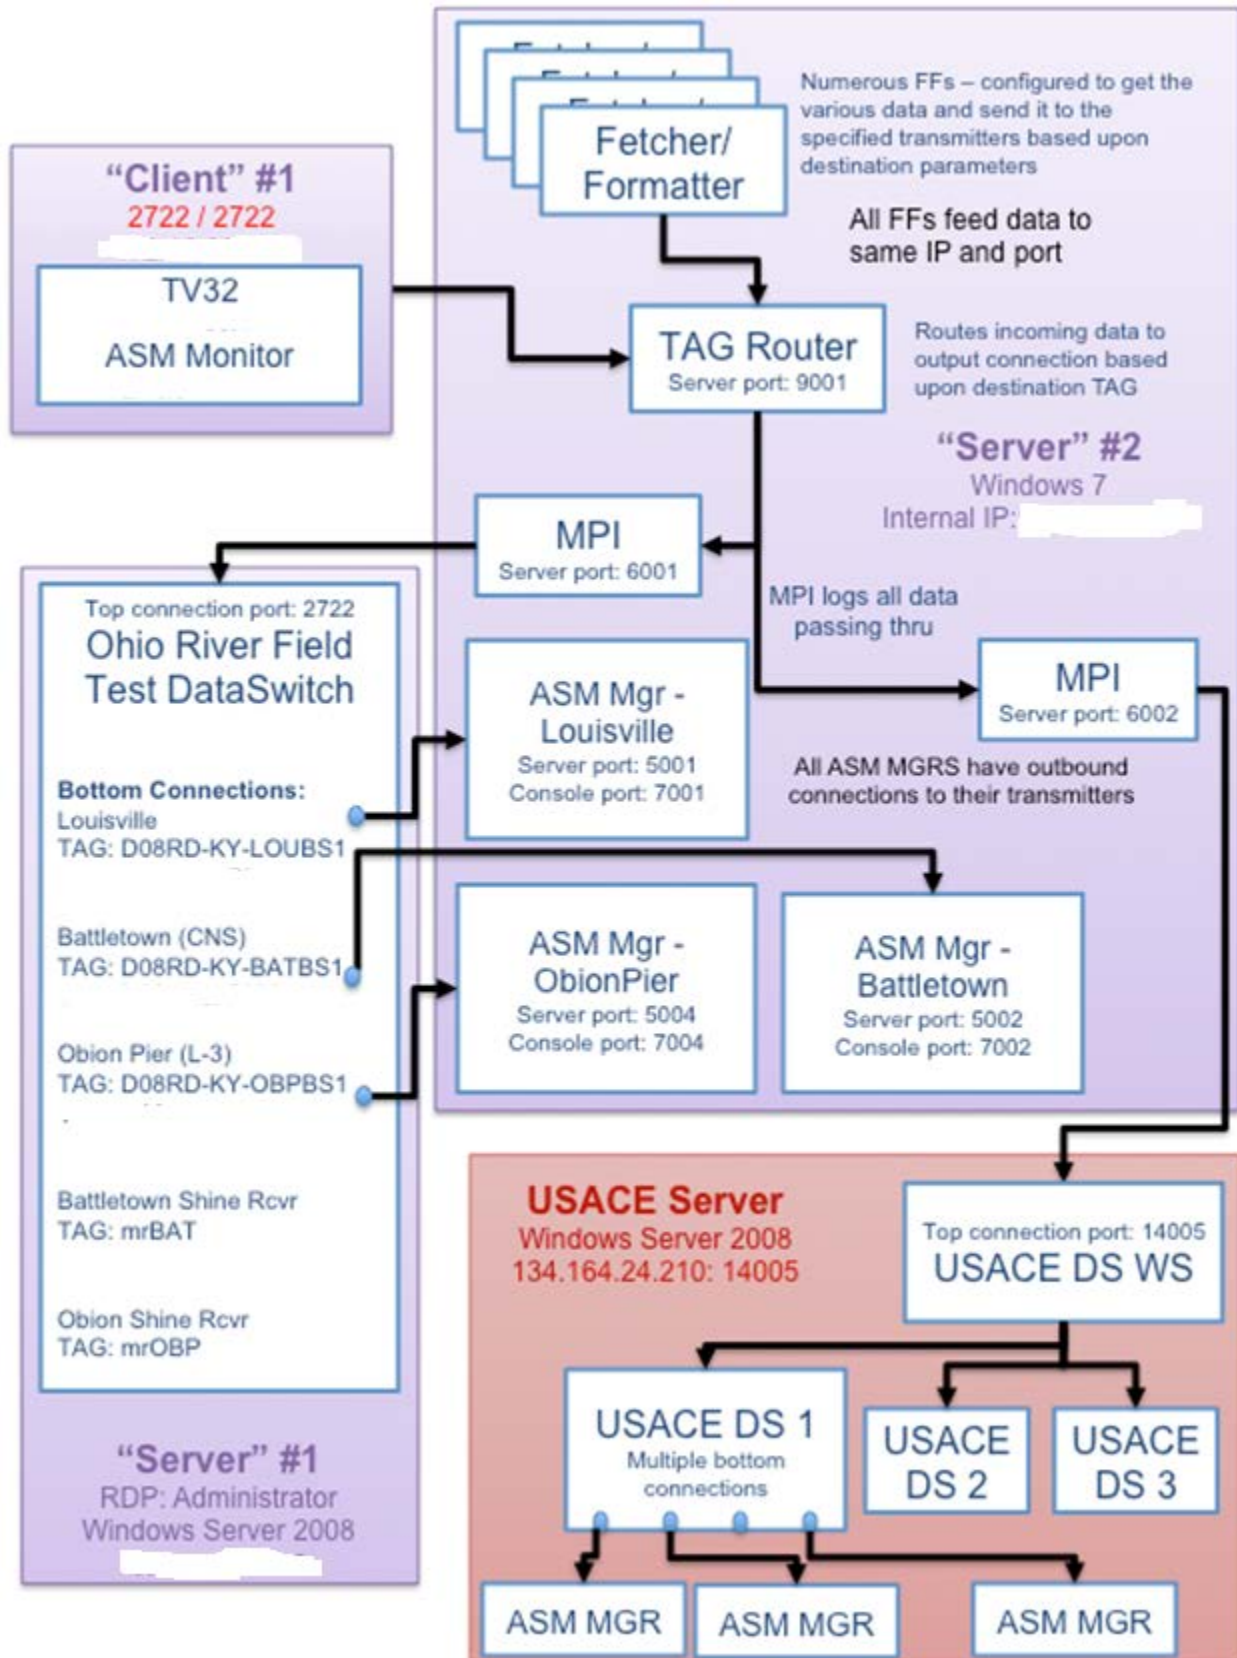 Fetcher/
Fetcher/
Fetcher/
Fetcher/
Formatter
Numerous FFs – configured to get the
various data and send it to the
specified transmitters based upon
destination parameters
All FFs feed data to
same IP and port
“Client” #1
2722 / 2722
TV32
ASM Monitor
TAG Router
Server port: 9001
Routes incoming data to
output connection based
upon destination TAG
“Server” #2
Windows 7
Internal IP:
MPI
Server port: 6001
MPI logs all data
passing thru
MPI
Server port: 6002
Top connection port: 2722
Ohio River Field
Test DataSwitch
Bottom Connections:
Louisville
TAG: D08RD-KY-LOUBS1
Battletown (CNS)
TAG: D08RD-KY-BATBS1
Obion Pier (L-3)
TAG: D08RD-KY-OBPBS1
Battletown Shine Rcvr
TAG: mrBAT
Obion Shine Rcvr
TAG: mrOBP
“Server” #1
RDP: Administrator
Windows Server 2008
ASM Mgr -
Louisville
Server port: 5001
Console port: 7001
All ASM MGRS have outbound
connections to their transmitters
ASM Mgr -
ObionPier
Server port: 5004
Console port: 7004
ASM Mgr -
Battletown
Server port: 5002
Console port: 7002
USACE Server
Windows Server 2008
134.164.24.210: 14005
Top connection port: 14005
USACE DS WS
USACE DS 1
Multiple bottom
connections
USACE
DS 2
USACE
DS 3
ASM MGR
ASM MGR
ASM MGR